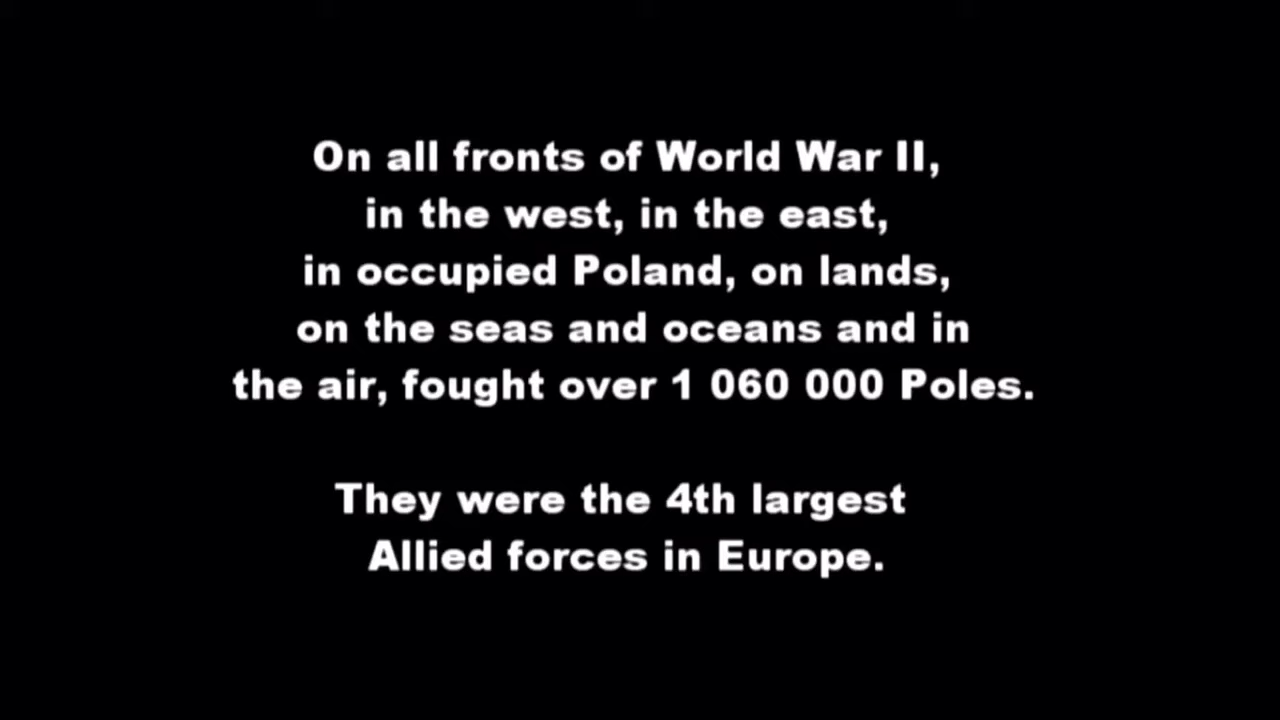 On all fronts of World War II,
in the west, in the east,
in occupied Poland, on lands,
on the seas and oceans and in
the air, fought over 1 060 000 Poles.
They were the 4th largest
Allied forces in Europe.